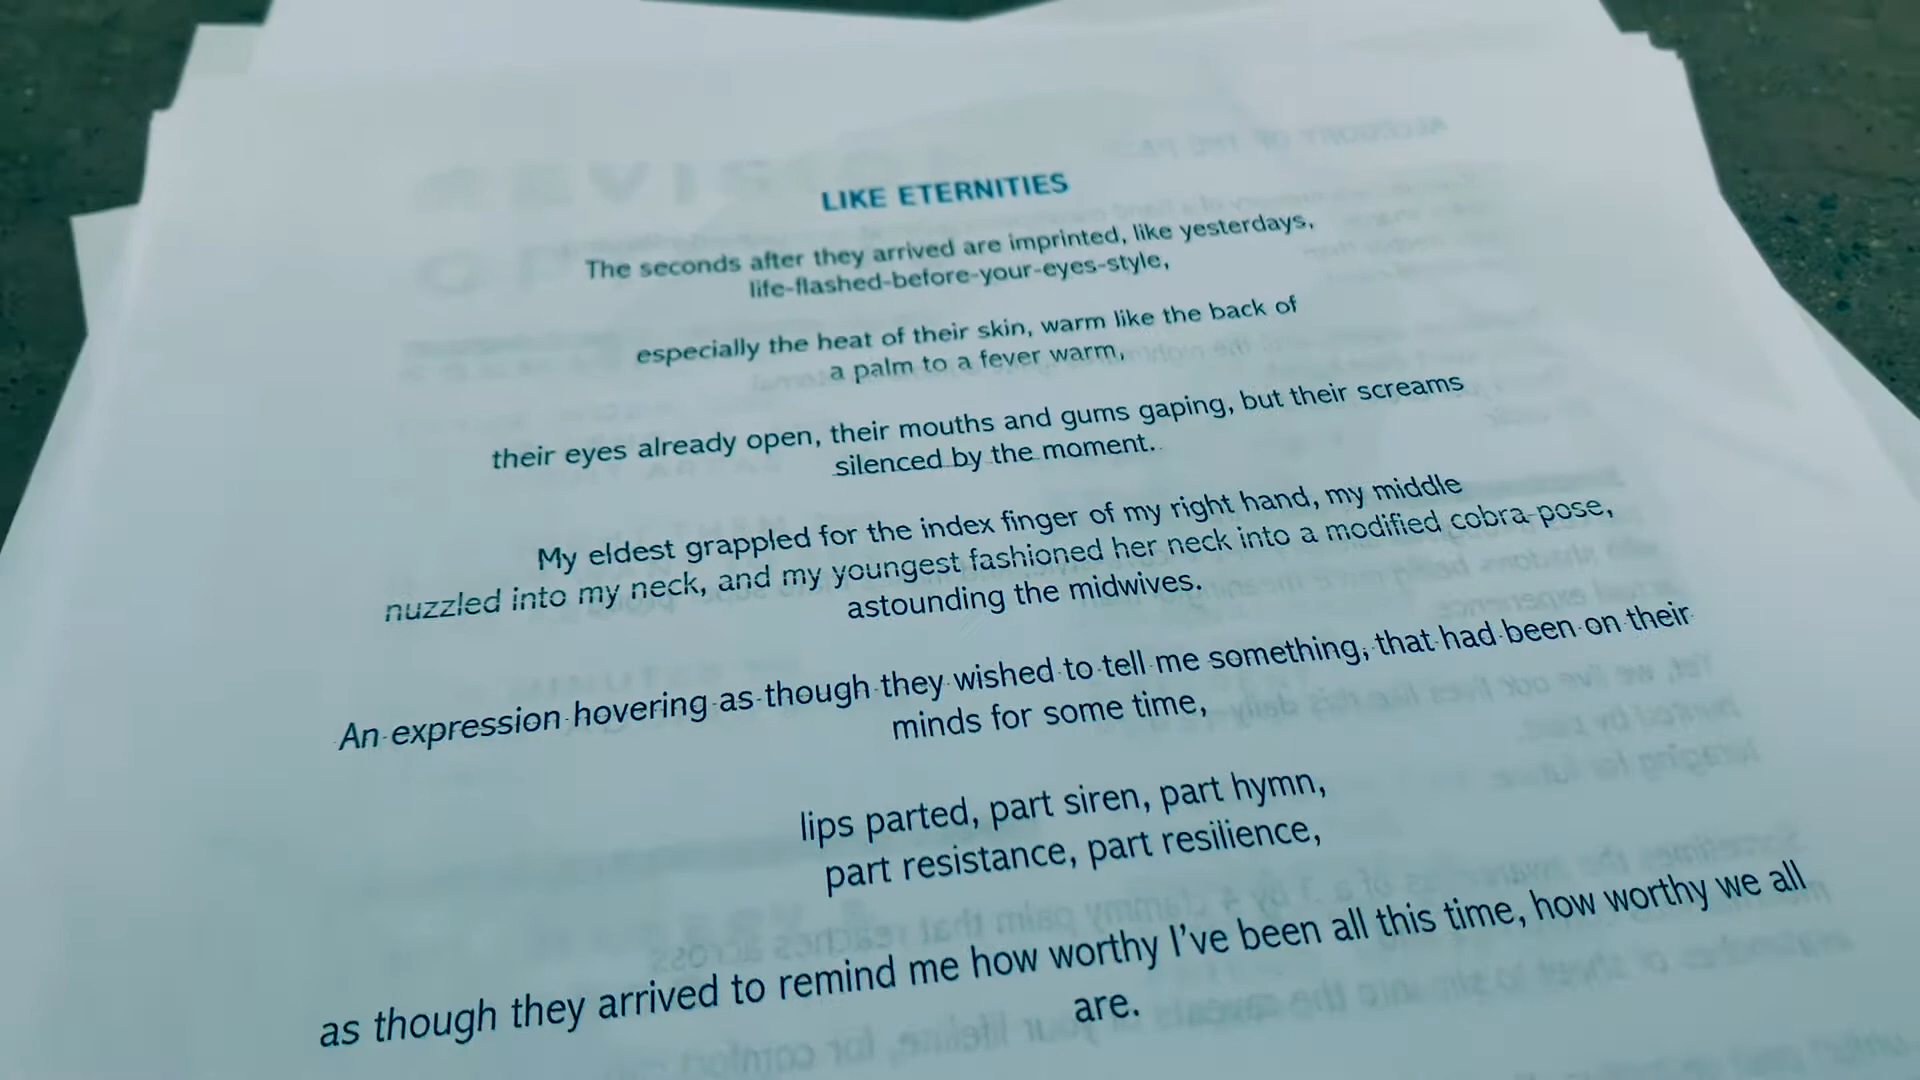 LIKE ETERNITIES
The seconds after they arrived are imprinted, like yesterdays,
life-flashed-before-your-eyes-style,
especially the heat of their skin, warm like the back of
a palm to a fever warm,
their eyes already open, their mouths and gums gaping, but their screams
silenced by the moment.
My eldest grappled for the index finger of my right hand, my middle
nuzzled into my neck, and my youngest fashioned her neck into a modified cobra pose,
astounding the midwives.
An expression hovering as though they wished to tell me something, that had been on their
minds for some time,
lips parted, part siren, part hymn,
part resistance, part resilience,
as though they arrived to remind me how worthy I've been all this time, how worthy we all
are.